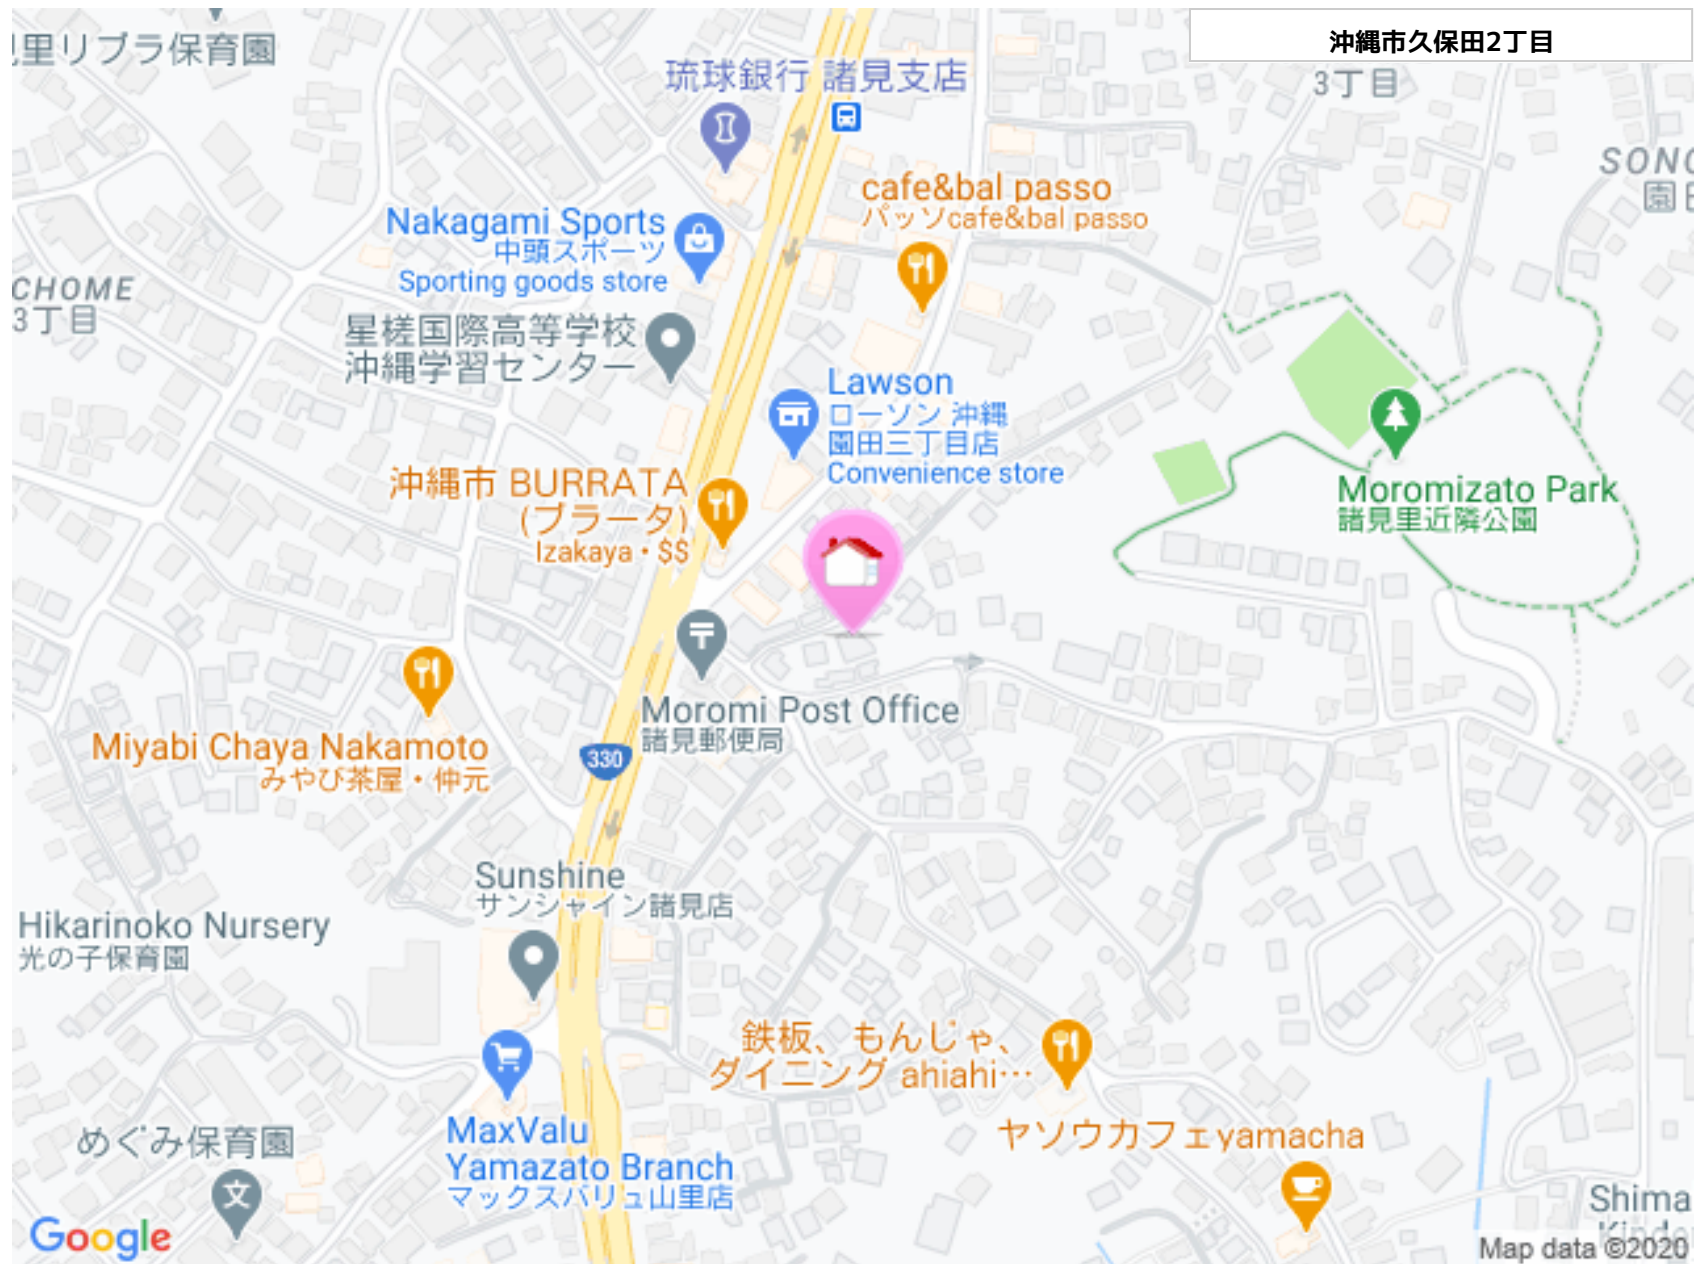 沖縄市久保田2丁目
里リブラ保育園
琉球銀行 諸見支店
3丁目
SONO
園田
cafe&bal passo
パッソcafe&bal passo
Nakagami Sports
中頭スポーツ
Sporting goods store
CHOME
3丁目
星槎国際高等学校
沖縄学習センター
Lawson
ローソン 沖縄
園田三丁目店
Convenience store
沖縄市 BURRATA
(ブラータ)
Izakaya・$$
Moromizato Park
諸見里近隣公園
Moromi Post Office
諸見郵便局
Miyabi Chaya Nakamoto
みやび茶屋・仲元
330
Sunshine
サンシャイン諸見店
Hikarinoko Nursery
光の子保育園
鉄板、もんじゃ、
ダイニング ahiahi…
ヤソウカフェyamacha
MaxValu
Yamazato Branch
マックスバリュ山里店
めぐみ保育園
文
Shima
Google
Map data ©2020